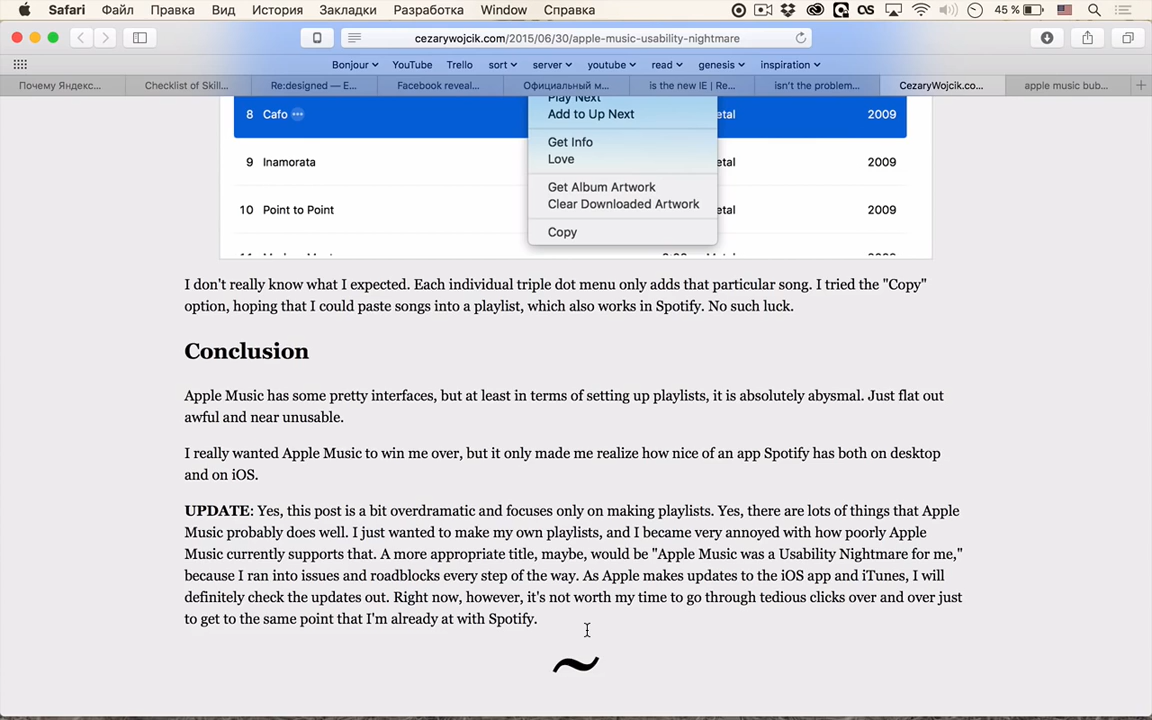 Safari Файл Правка Вид История Закладки Разработка Window Справка 45 %
cezarywojcik.com/2015/06/30/apple-music-usability-nightmare
Bonjour YouTube Trello sort server youtube read genesis inspiration
Почему Яндекс... Checklist of Skill... Re:designed — E... Facebook reveal... Официальный м... is the new IE | Re... isn't the problem... CezaryWojcik.co... apple music bub...
Play Next
8 Cafo ••• Add to Up Next etal 2009
Get Info
Love
9 Inamorata etal 2009
Get Album Artwork
Clear Downloaded Artwork
10 Point to Point etal 2009
Copy
I don't really know what I expected. Each individual triple dot menu only adds that particular song. I tried the "Copy"
option, hoping that I could paste songs into a playlist, which also works in Spotify. No such luck.
Conclusion
Apple Music has some pretty interfaces, but at least in terms of setting up playlists, it is absolutely abysmal. Just flat out
awful and near unusable.
I really wanted Apple Music to win me over, but it only made me realize how nice of an app Spotify has both on desktop
and on iOS.
UPDATE: Yes, this post is a bit overdramatic and focuses only on making playlists. Yes, there are lots of things that Apple
Music probably does well. I just wanted to make my own playlists, and I became very annoyed with how poorly Apple
Music currently supports that. A more appropriate title, maybe, would be "Apple Music was a Usability Nightmare for me,"
because I ran into issues and roadblocks every step of the way. As Apple makes updates to the iOS app and iTunes, I will
definitely check the updates out. Right now, however, it's not worth my time to go through tedious clicks over and over just
to get to the same point that I'm already at with Spotify.
~